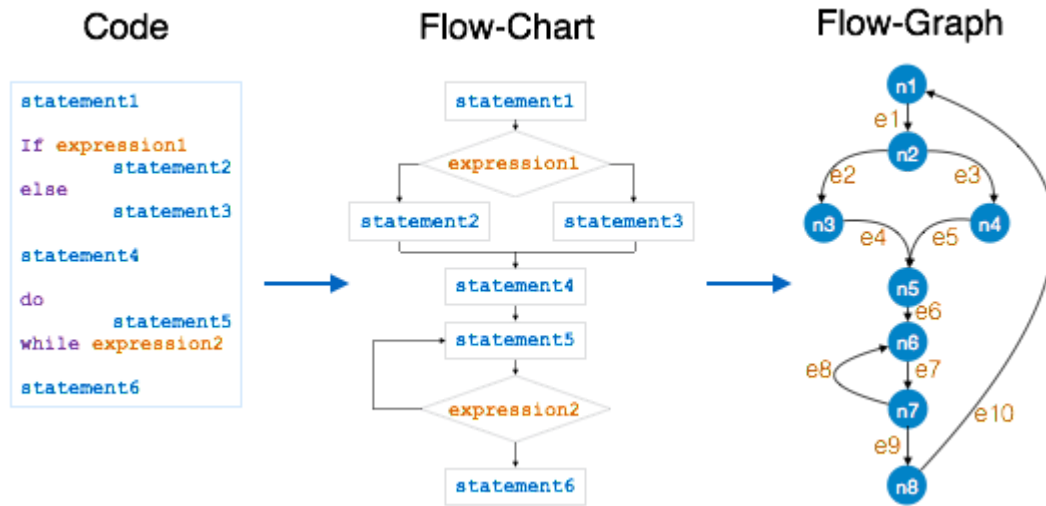 Code
statement1
If expression1
statement2
else
statement3
statement4
do
statement5
while expression2
statement6
Flow-Chart
statement1
expression1
statement2 statement3
statement4
statement5
expression2
statement6
Flow-Graph
n1
e1
n2
e2 e3
n3 n4
e4 e5
n5
e6
n6
e8 e7
n7
e9 e10
n8